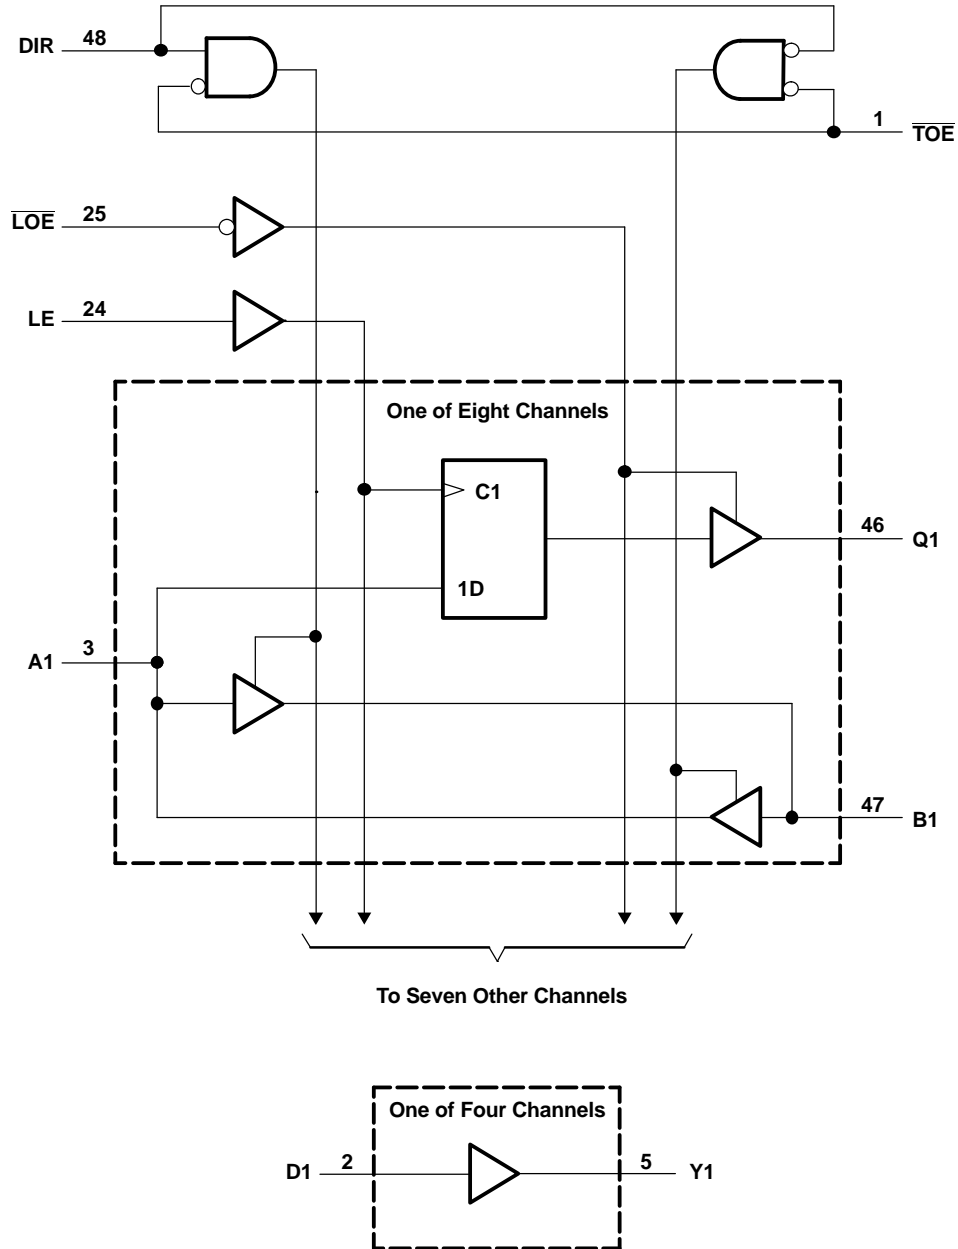 DIR 48
1 TOE
LOE 25
LE 24
One of Eight Channels
C1
46 Q1
1D
A1 3
47 B1
To Seven Other Channels
One of Four Channels
D1 2 5 Y1